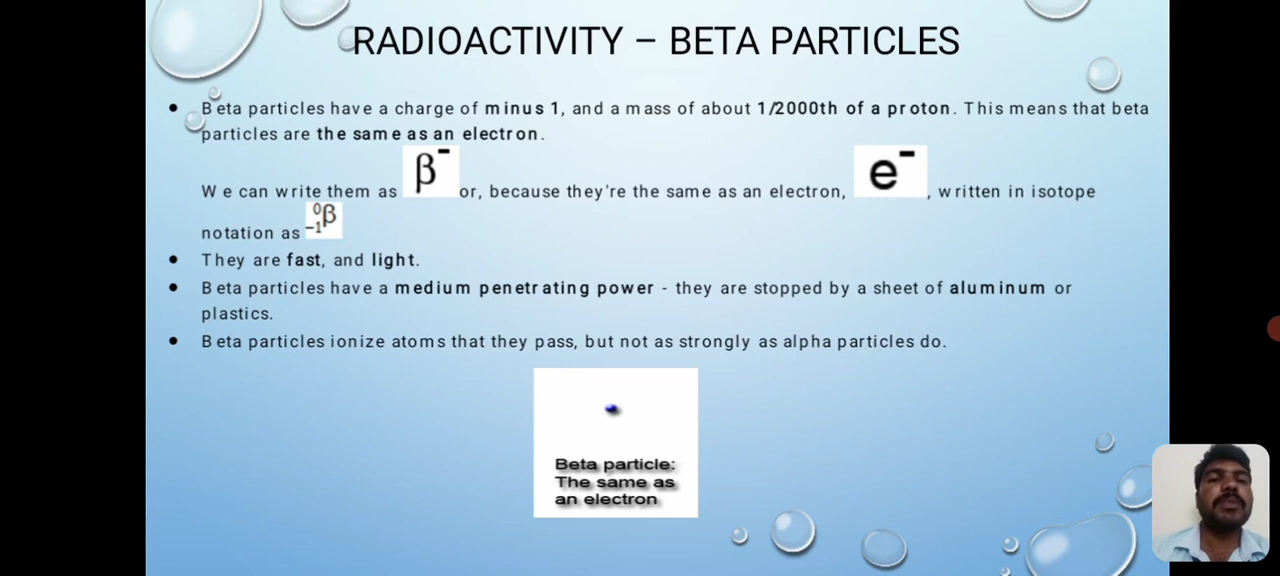 RADIOACTIVITY – BETA PARTICLES
• Beta particles have a charge of minus 1, and a mass of about 1/2000th of a proton. This means that beta
particles are the same as an electron.
We can write them as β⁻ or, because they're the same as an electron, e⁻, written in isotope
notation as ⁰₋₁β
• They are fast, and light.
• Beta particles have a medium penetrating power - they are stopped by a sheet of aluminum or
plastics.
• Beta particles ionize atoms that they pass, but not as strongly as alpha particles do.
Beta particle:
The same as
an electron